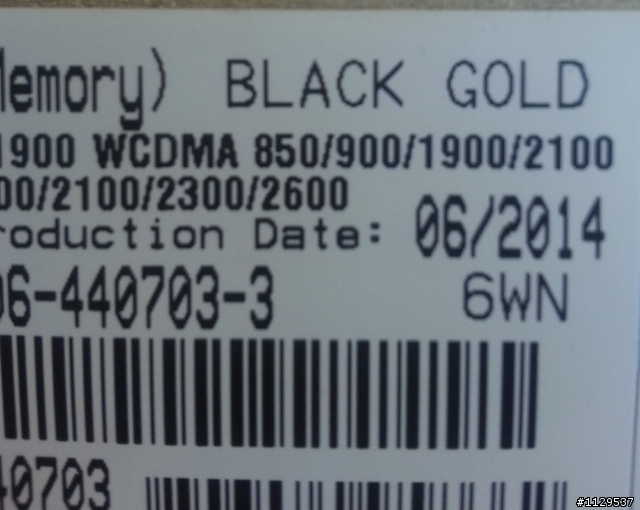 Memory) BLACK GOLD
1900 WCDMA 850/900/1900/2100
00/2100/2300/2600
roduction Date: 06/2014
06-440703-3 6WN
40703
#1129537